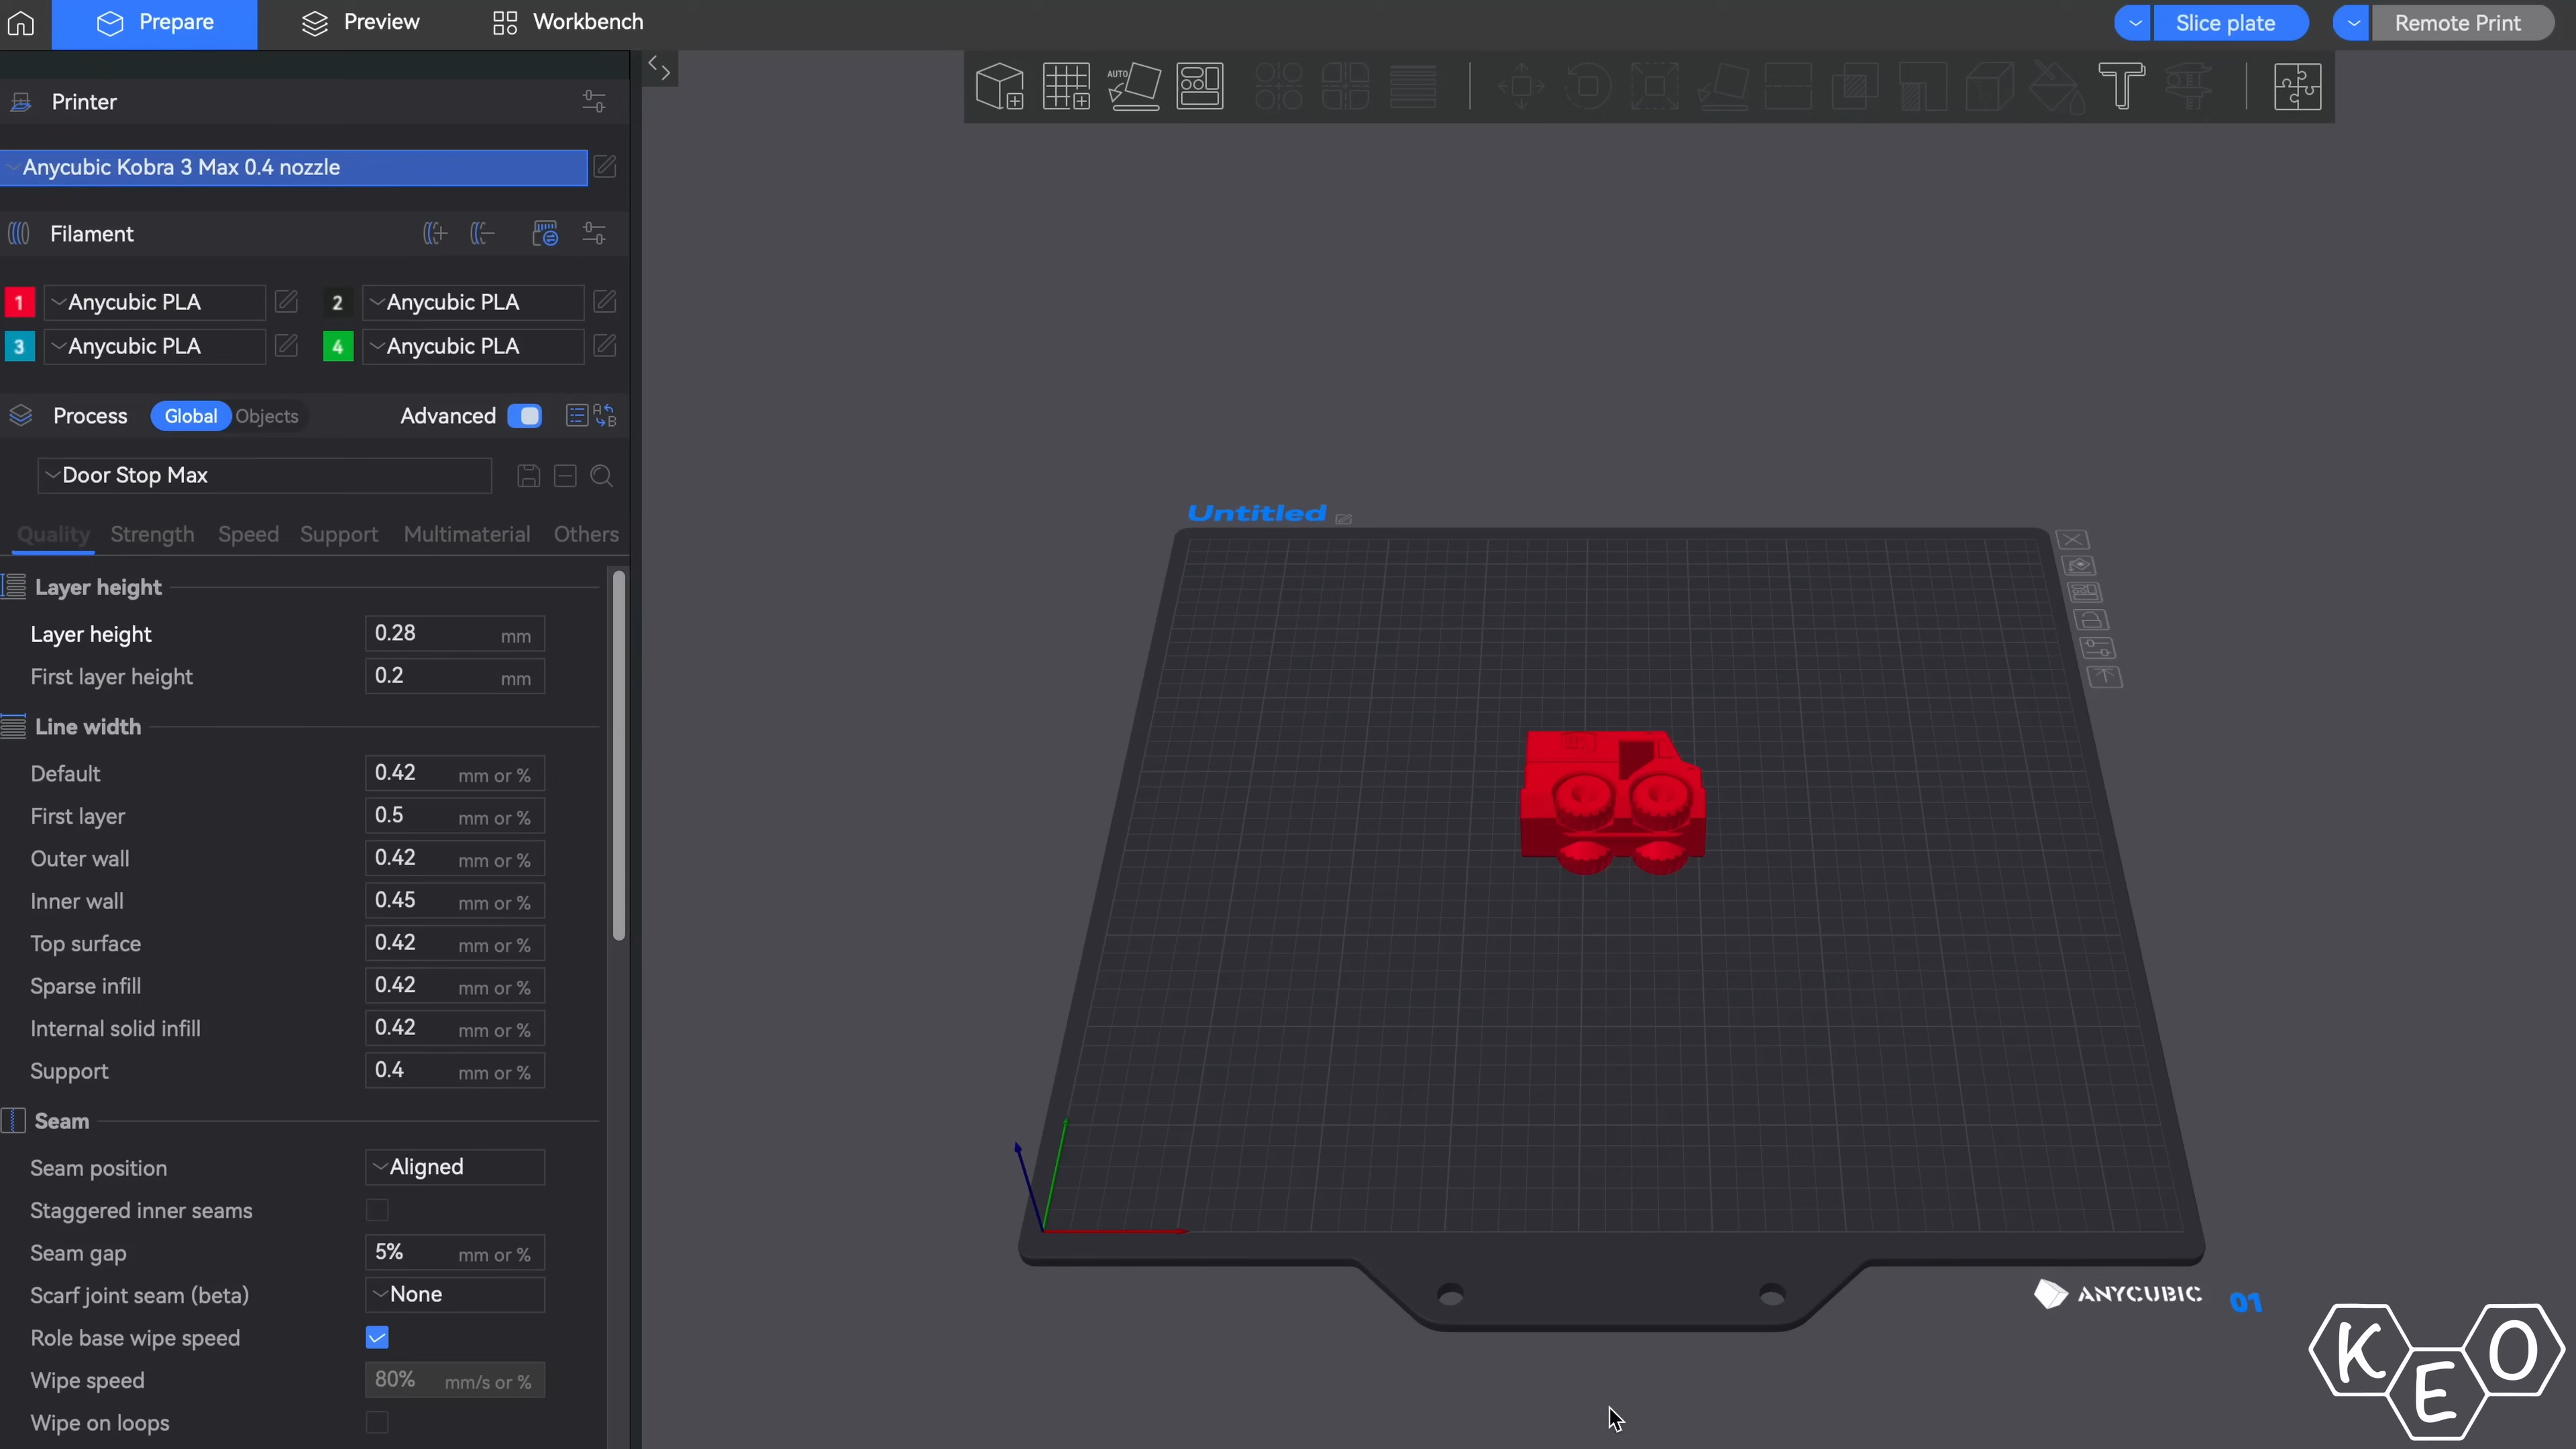 Prepare
Preview
Workbench
Slice plate
Remote Print
Printer
AUTO
Anycubic Kobra 3 Max 0.4 nozzle
Filament
1 Anycubic PLA
2 Anycubic PLA
3 Anycubic PLA
4 Anycubic PLA
Process Global Objects Advanced
Door Stop Max
Quality Strength Speed Support Multimaterial Others
Layer height
Layer height 0.28 mm
First layer height 0.2 mm
Line width
Default 0.42 mm or %
First layer 0.5 mm or %
Outer wall 0.42 mm or %
Inner wall 0.45 mm or %
Top surface 0.42 mm or %
Sparse infill 0.42 mm or %
Internal solid infill 0.42 mm or %
Support 0.4 mm or %
Seam
Seam position Aligned
Staggered inner seams
Seam gap 5% mm or %
Scarf joint seam (beta) None
Role base wipe speed
Wipe speed 80% mm/s or %
Wipe on loops
Untitled
ANYCUBIC 01
KEO